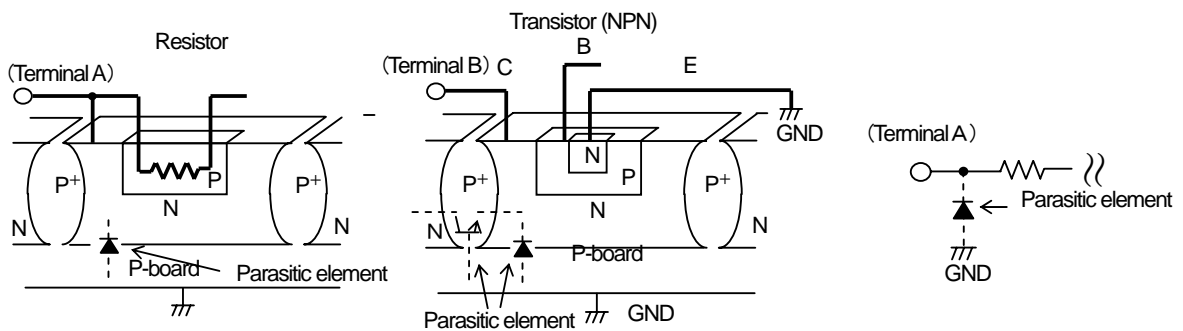 Resistor
(Terminal A)
P+
P
P+
N
N
N
P-board
Parasitic element
Transistor (NPN)
B
(Terminal B)
C
E
GND
N
P+
P
P+
N
N
N
P-board
Parasitic element
GND
(Terminal A)
Parasitic element
GND